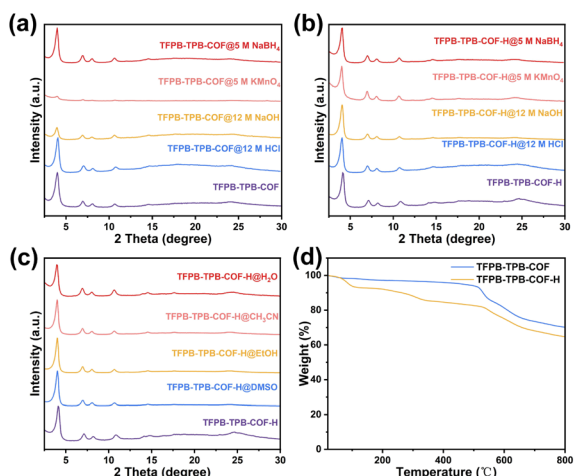 (a)
TFPB-TPB-COF@5 M NaBH₄
TFPB-TPB-COF@5 M KMnO₄
TFPB-TPB-COF@12 M NaOH
TFPB-TPB-COF@12 M HCl
TFPB-TPB-COF
Intensity (a.u.)
5 10 15 20 25 30
2 Theta (degree)
(b)
TFPB-TPB-COF-H@5 M NaBH₄
TFPB-TPB-COF-H@5 M KMnO₄
TFPB-TPB-COF-H@12 M NaOH
TFPB-TPB-COF-H@12 M HCl
TFPB-TPB-COF-H
Intensity (a.u.)
5 10 15 20 25 30
2 Theta (degree)
(c)
TFPB-TPB-COF-H@H₂O
TFPB-TPB-COF-H@CH₃CN
TFPB-TPB-COF-H@EtOH
TFPB-TPB-COF-H@DMSO
TFPB-TPB-COF-H
Intensity (a.u.)
5 10 15 20 25 30
2 Theta (degree)
(d)
TFPB-TPB-COF
TFPB-TPB-COF-H
100
80
60
40
20
0
Weight (%)
200 400 600 800
Temperature (℃)